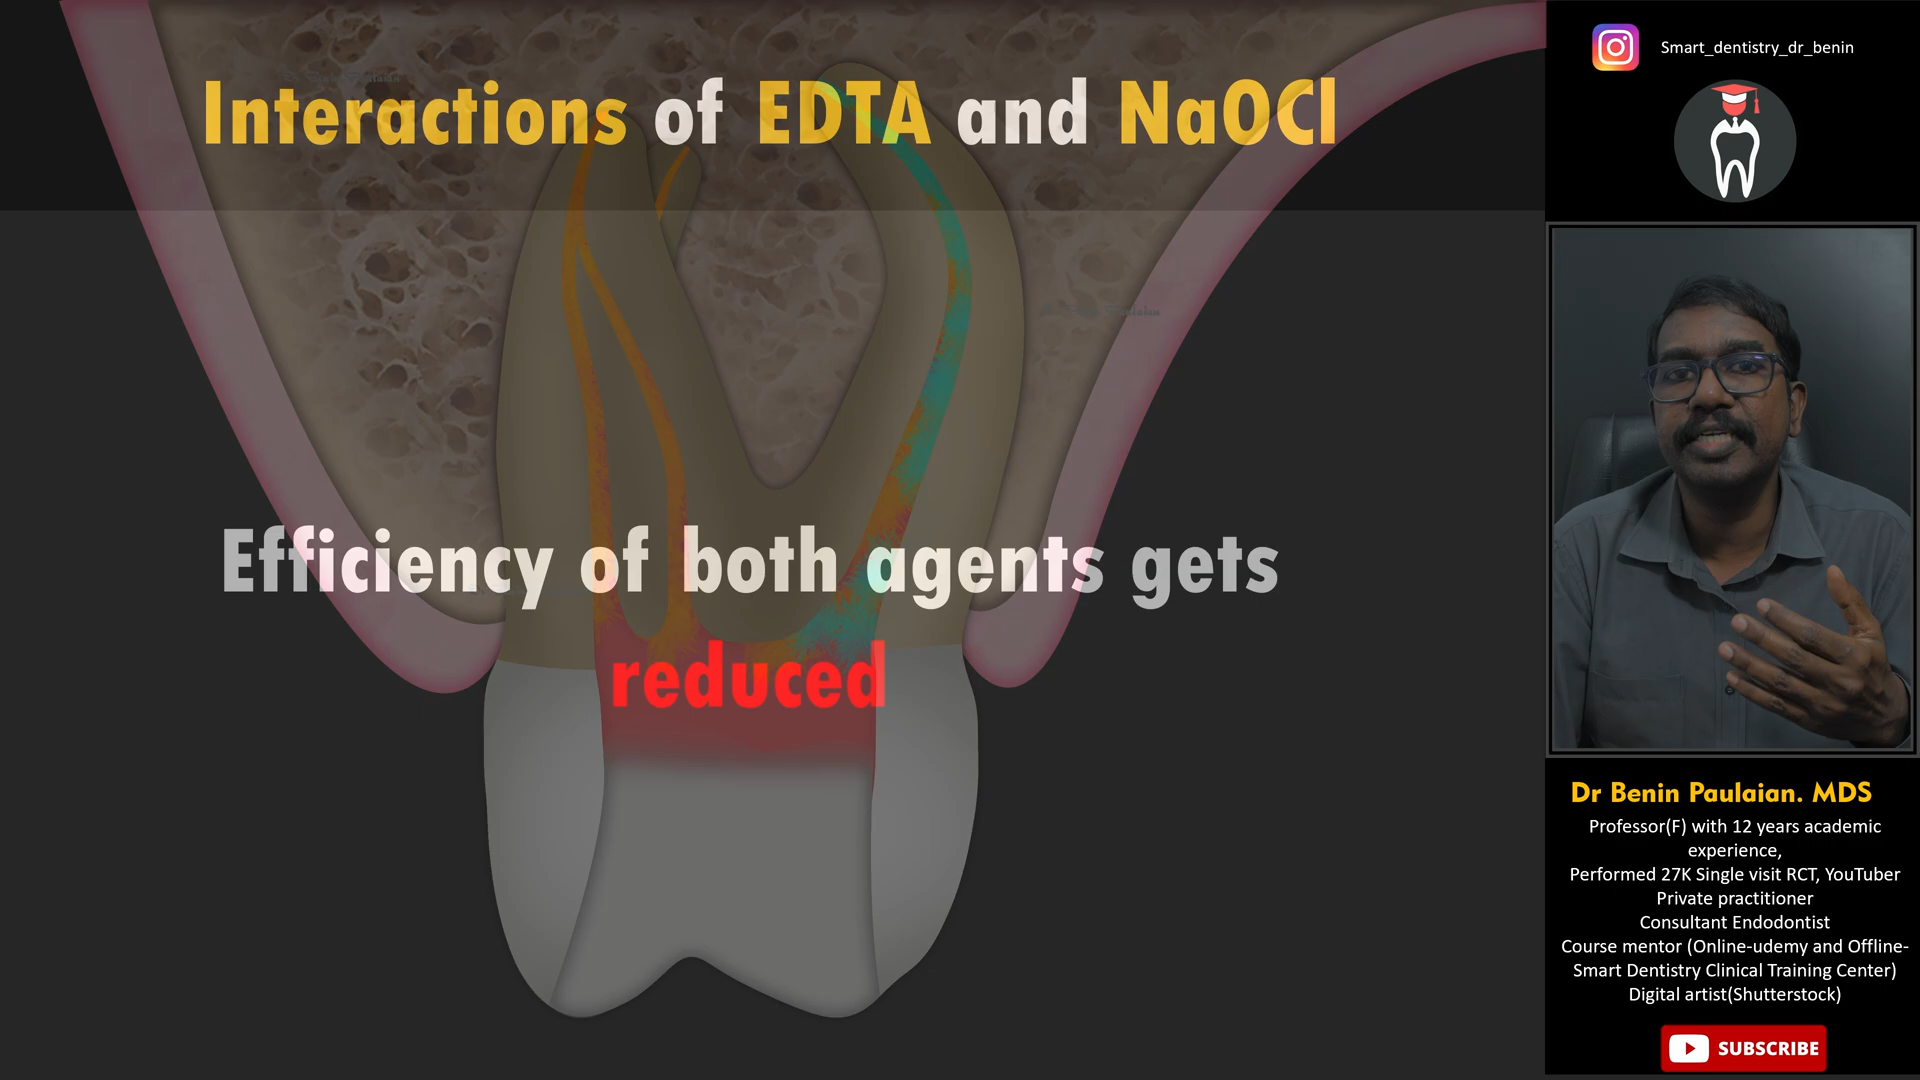 Interactions of EDTA and NaOCl
Efficiency of both agents gets
reduced
Smart_dentistry_dr_benin
Dr Benin Paulaian. MDS
Professor(F) with 12 years academic
experience,
Performed 27K Single visit RCT, YouTuber
Private practitioner
Consultant Endodontist
Course mentor (Online-udemy and Offline-
Smart Dentistry Clinical Training Center)
Digital artist(Shutterstock)
SUBSCRIBE